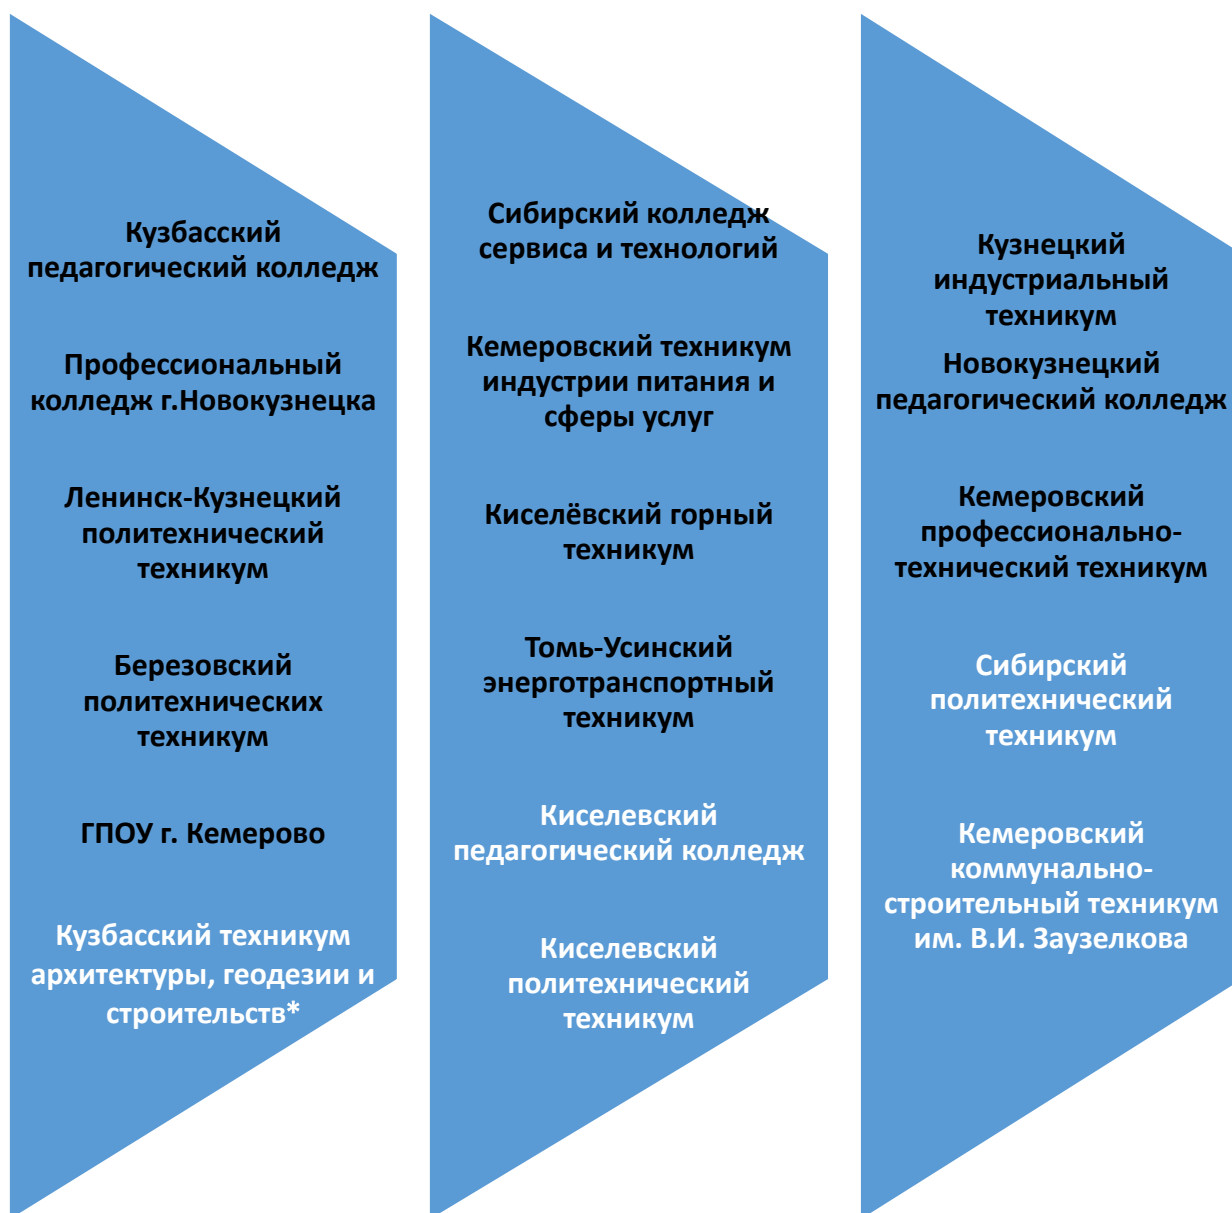 Кузбасский
педагогический колледж
Профессиональный
колледж г.Новокузнецка
Ленинск-Кузнецкий
политехнический
техникум
Березовский
политехнических
техникум
ГПОУ г. Кемерово
Кузбасский техникум
архитектуры, геодезии и
строительств*
Сибирский колледж
сервиса и технологий
Кемеровский техникум
индустрии питания и
сферы услуг
Киселёвский горный
техникум
Томь-Усинский
энерготранспортный
техникум
Киселевский
педагогический колледж
Киселевский
политехнический
техникум
Кузнецкий
индустриальный
техникум
Новокузнецкий
педагогический колледж
Кемеровский
профессионально-
технический техникум
Сибирский
политехнический
техникум
Кемеровский
коммунально-
строительный техникум
им. В.И. Заузелкова